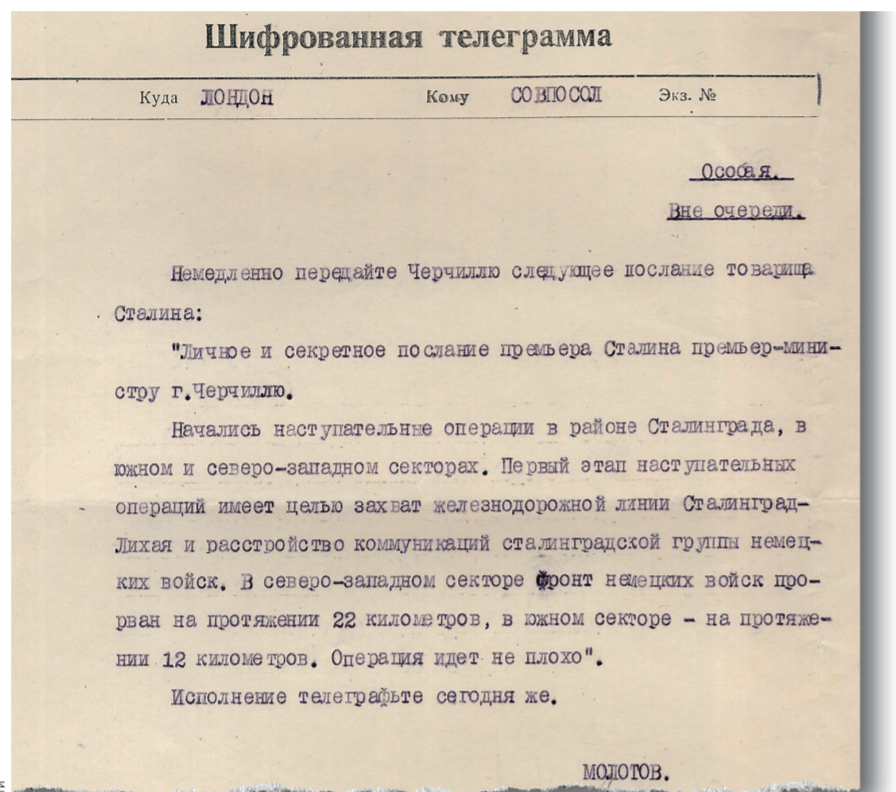 Шифрованная телеграмма
Куда ЛОНДОН Кому СОВПОСОЛ Экз. №
Особая.
Вне очереди.
Немедленно передайте Черчиллю следующее послание товарища
Сталина:
"Личное и секретное послание премьера Сталина премьер-мини-
стру г.Черчиллю.
Начались наступательные операции в районе Сталинграда, в
южном и северо-западном секторах. Первый этап наступательных
операций имеет целью захват железнодорожной линии Сталинград-
Лихая и расстройство коммуникаций сталинградской группы немец-
ких войск. В северо-западном секторе фронт немецких войск про-
рван на протяжении 22 километров, в южном секторе - на протяже-
нии 12 километров. Операция идет не плохо".
Исполнение телеграфьте сегодня же.
МОЛОТОВ.